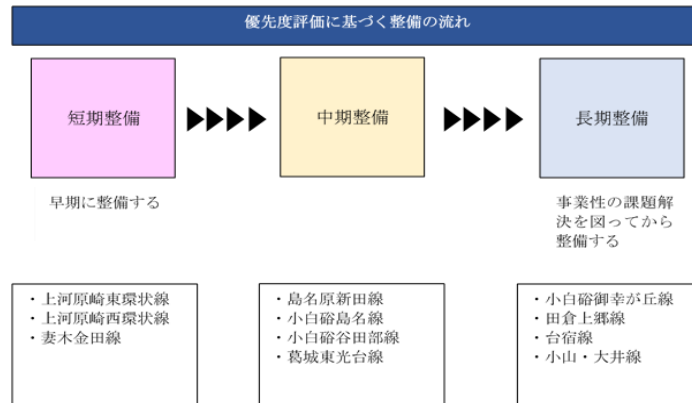 優先度評価に基づく整備の流れ
短期整備
中期整備
長期整備
早期に整備する
事業性の課題解
決を図ってから
整備する
・上河原崎東環状線
・上河原崎西環状線
・妻木金田線
・島名原新田線
・小白硲島名線
・小白硲谷田部線
・葛城東光台線
・小白硲御幸が丘線
・田倉上郷線
・台宿線
・小山・大井線